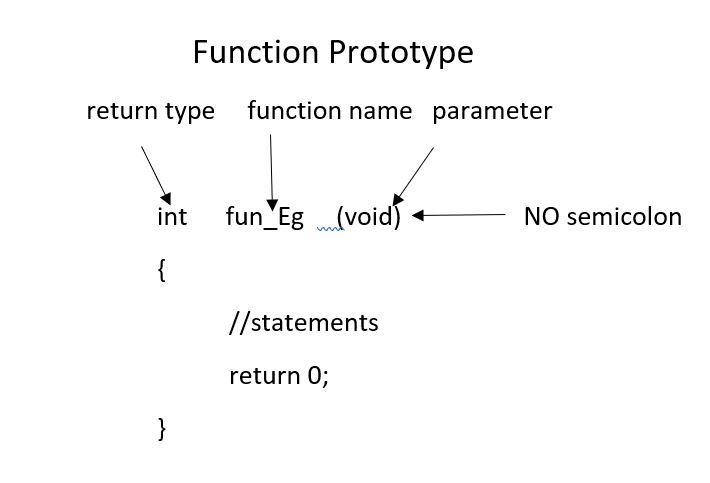 Function Prototype
return type function name parameter
int fun_Eg (void) NO semicolon
{
//statements
return 0;
}